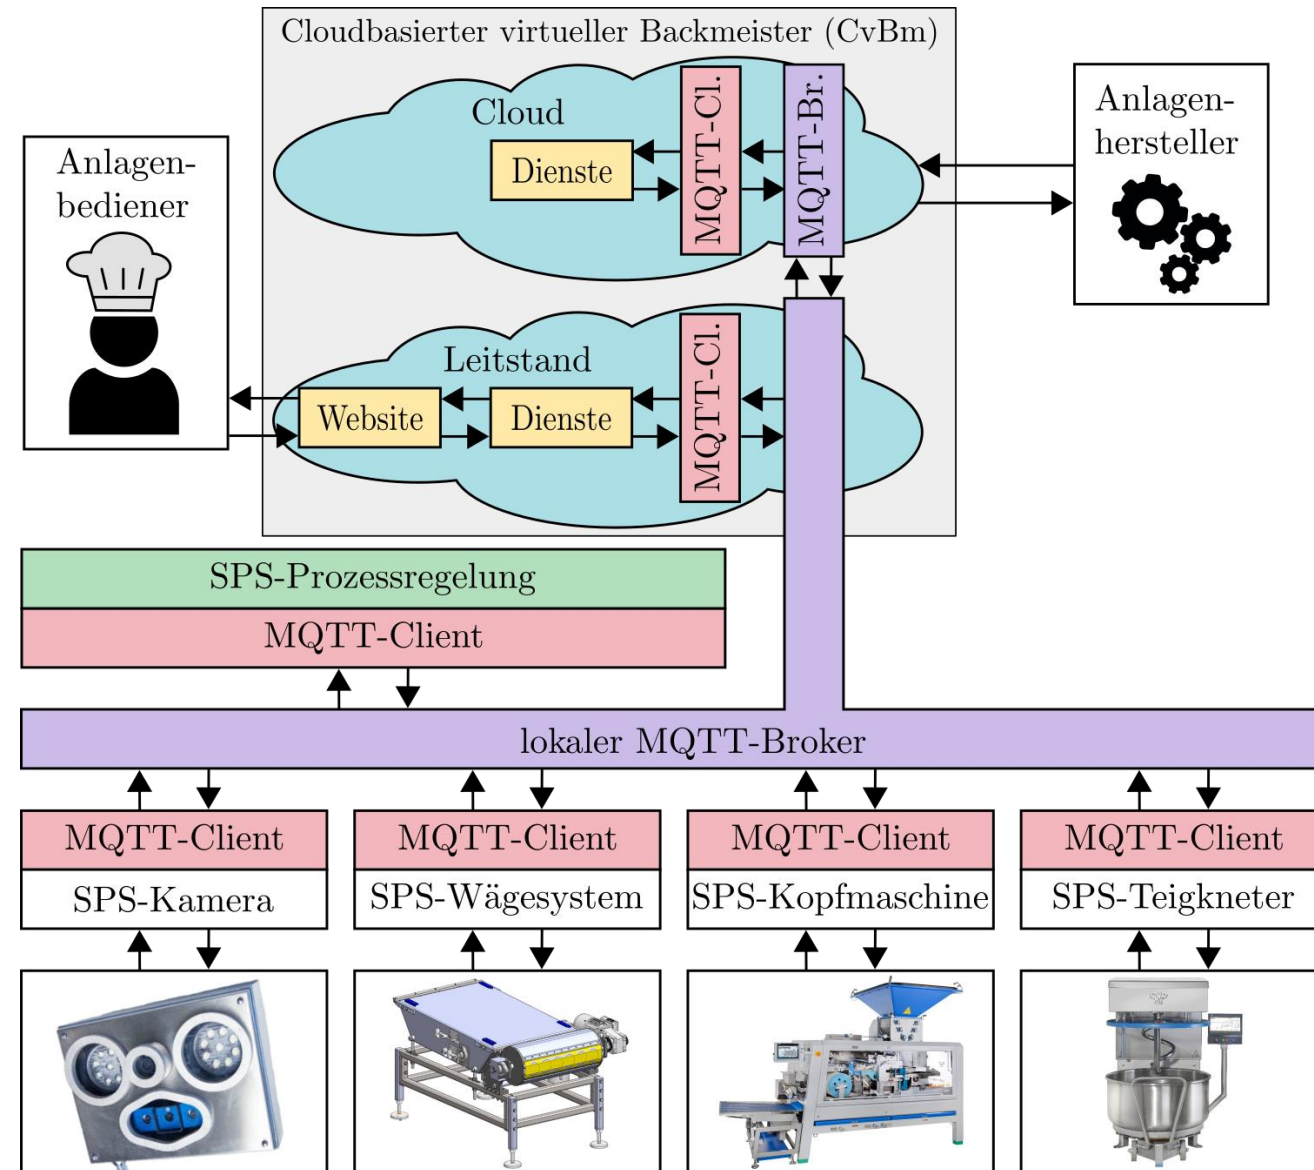 Cloudbasierter virtueller Backmeister (CvBm)
Cloud
Dienste
MQTT-Cl.
MQTT-Br.
Anlagen-
hersteller
Anlagen-
bediener
Leitstand
Website
Dienste
MQTT-Cl.
SPS-Prozessregelung
MQTT-Client
lokaler MQTT-Broker
MQTT-Client
MQTT-Client
MQTT-Client
MQTT-Client
SPS-Kamera
SPS-Wägesystem
SPS-Kopfmaschine
SPS-Teigkneter